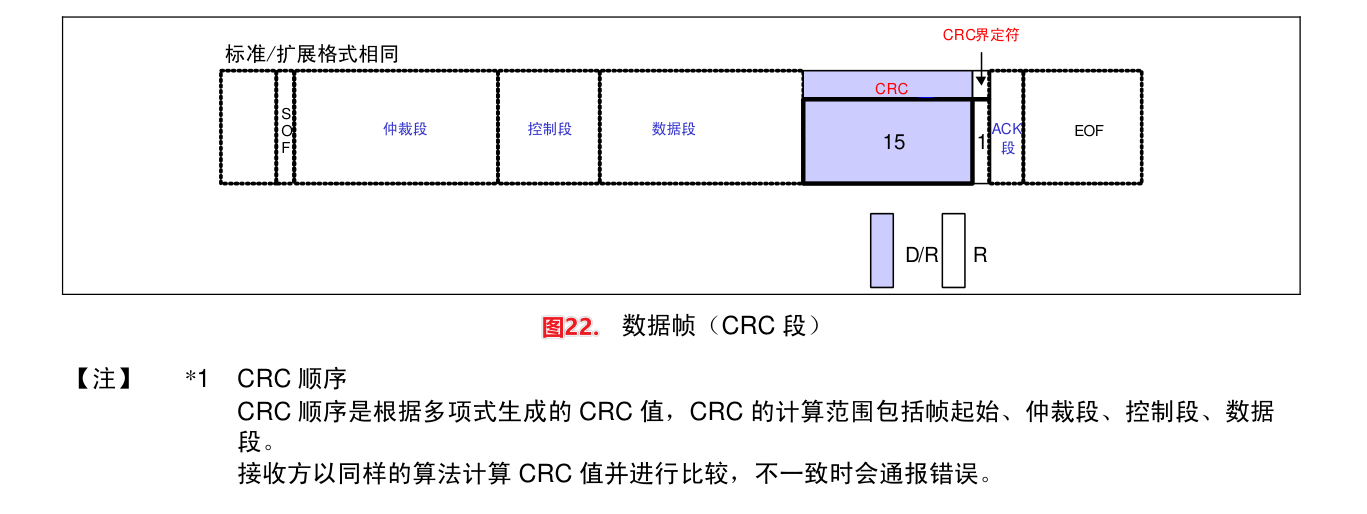 CRC界定符
标准/扩展格式相同
CRC
SOF
仲裁段
控制段
数据段
15
1
ACK
段
EOF
D/R
R
图22. 数据帧（CRC 段）
【注】 *1 CRC 顺序
CRC 顺序是根据多项式生成的 CRC 值，CRC 的计算范围包括帧起始、仲裁段、控制段、数据
段。
接收方以同样的算法计算 CRC 值并进行比较，不一致时会通报错误。